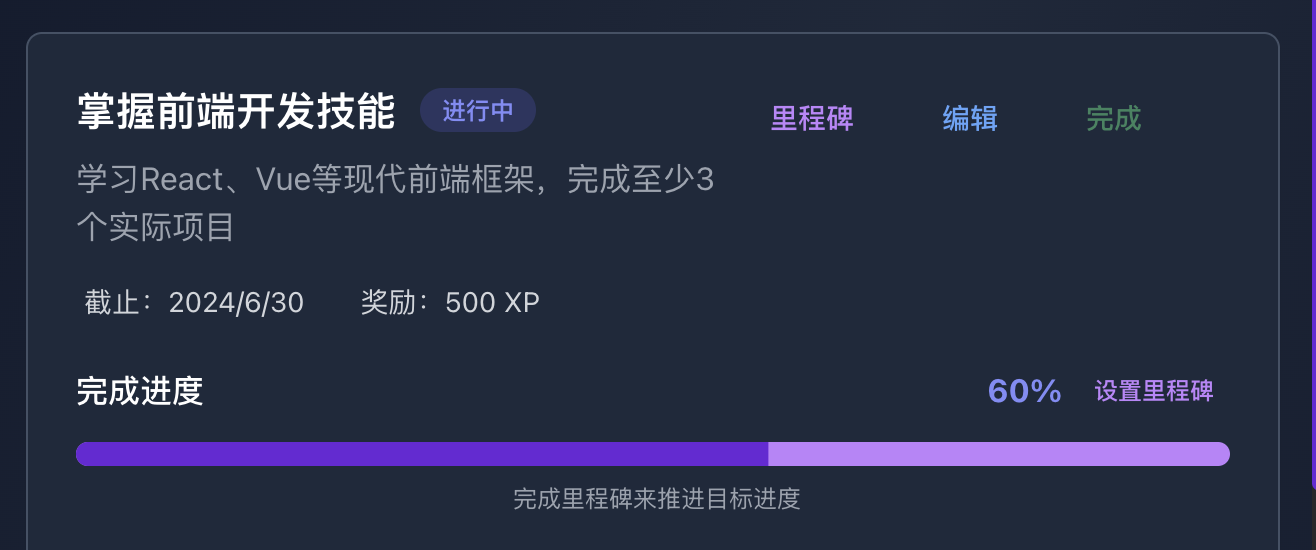 掌握前端开发技能 进行中 里程碑 编辑 完成
学习React、Vue等现代前端框架，完成至少3
个实际项目
截止：2024/6/30 奖励：500 XP
完成进度 60% 设置里程碑
完成里程碑来推进目标进度